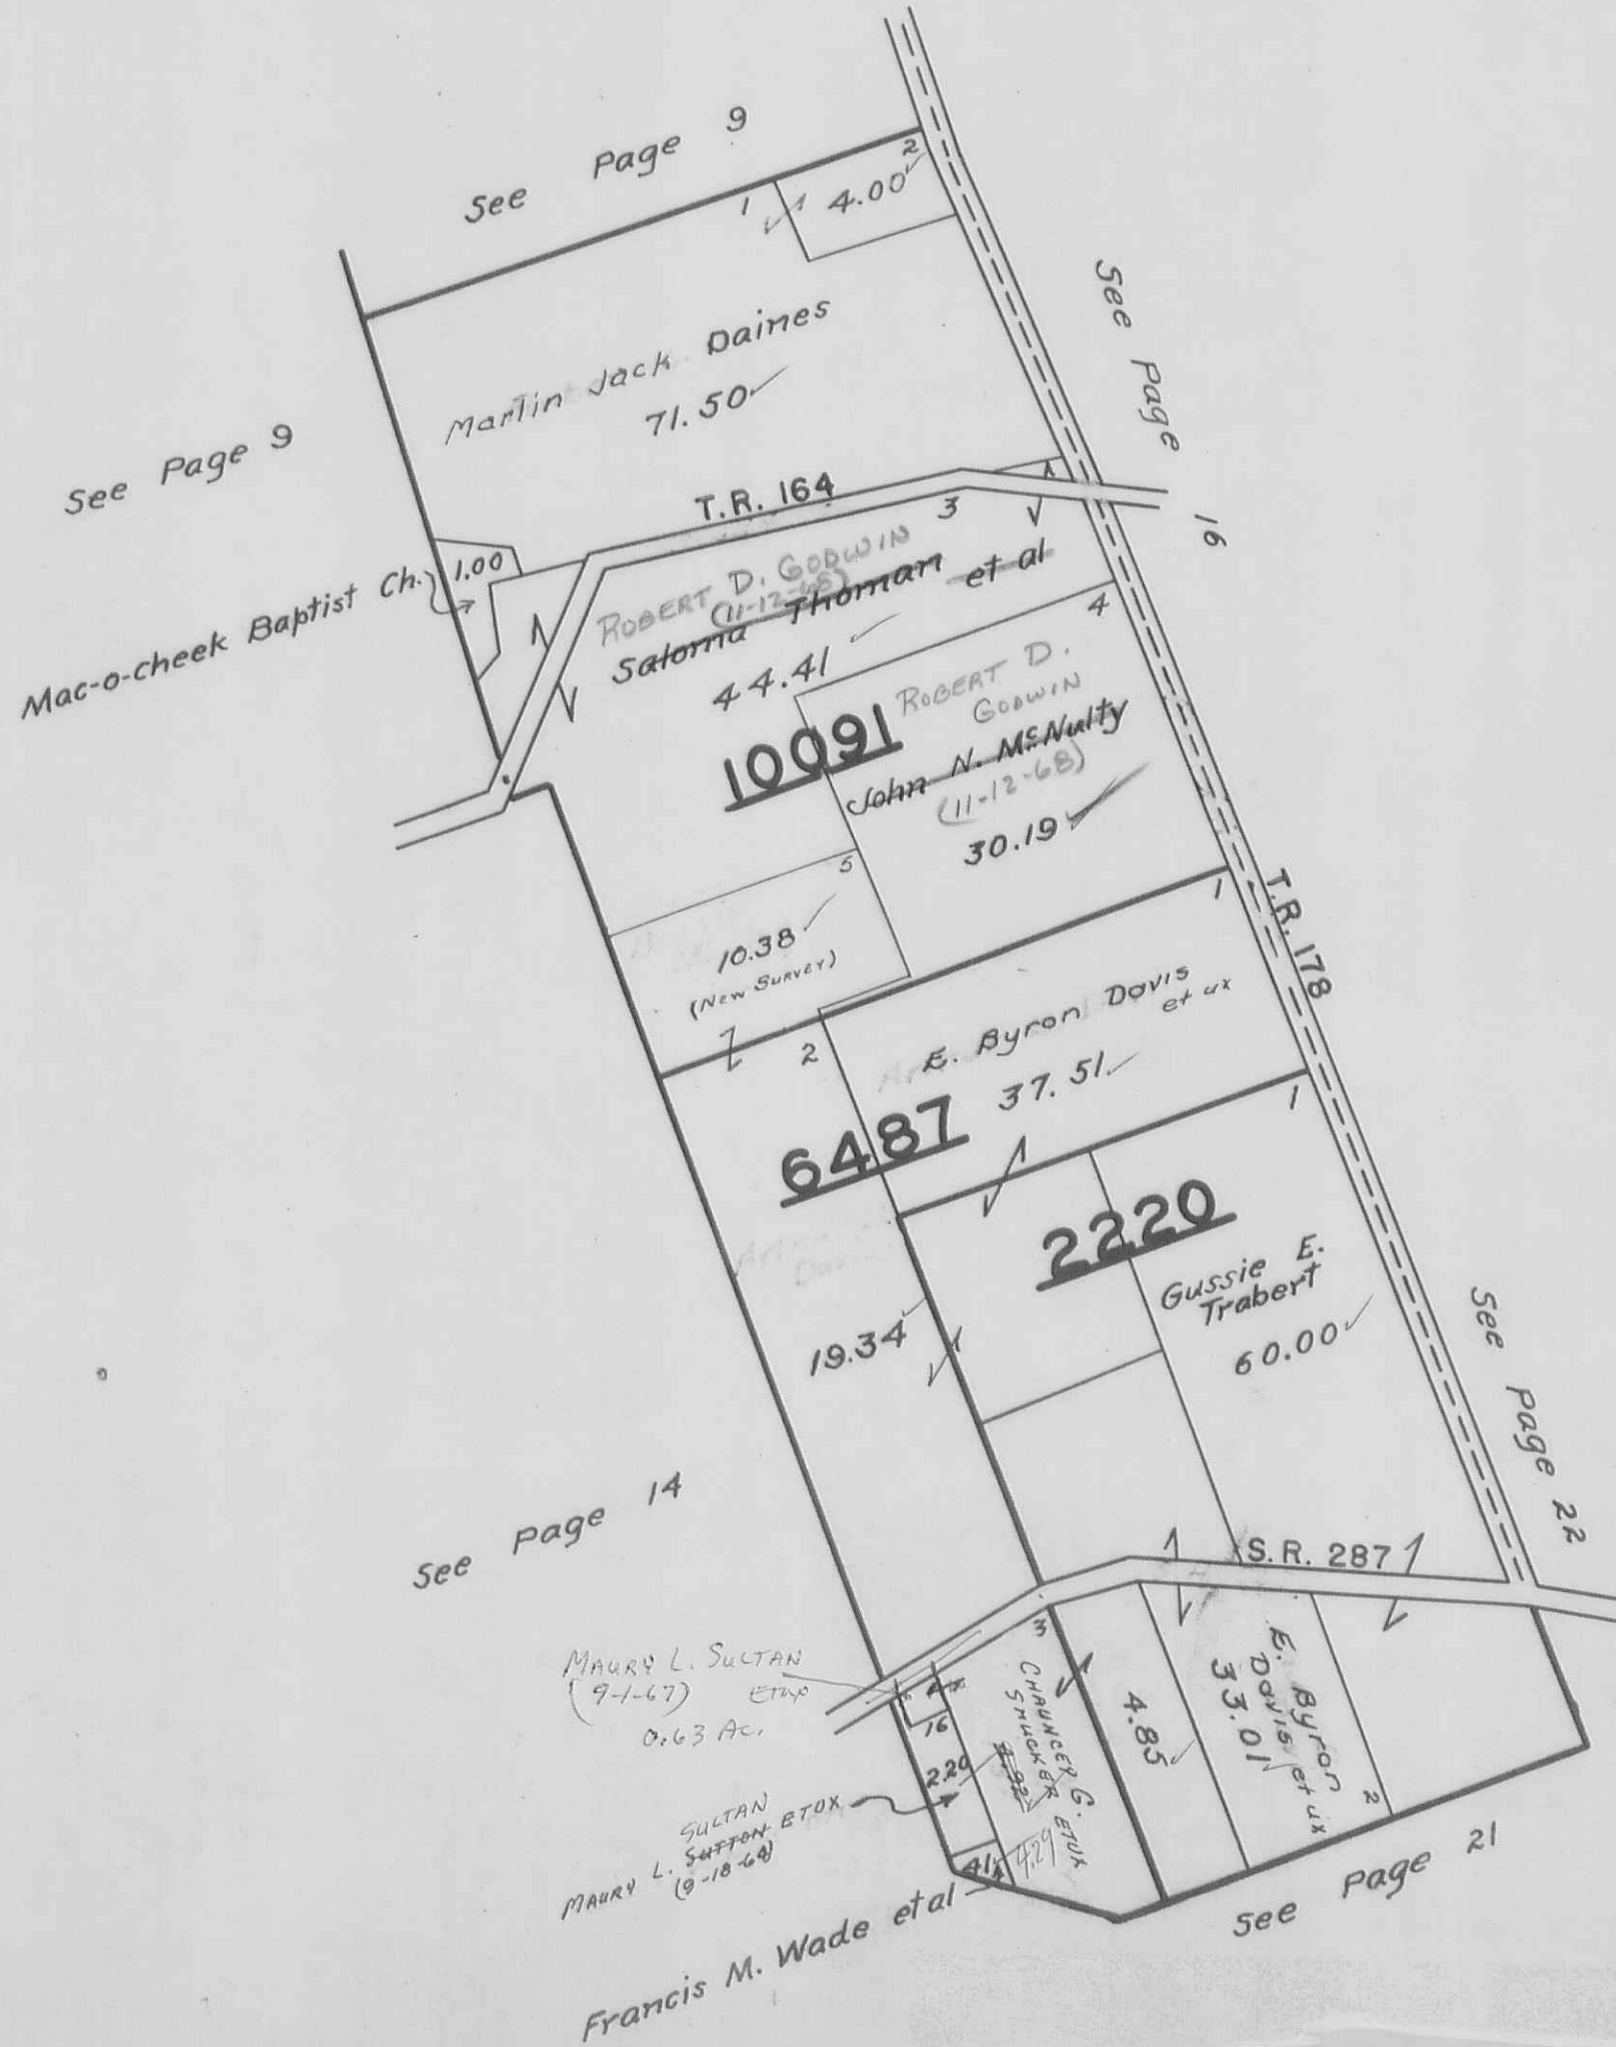 See Page 9
1
2
4.00
Martin Jack Daines
71.50
See Page 16
See Page 9
T.R. 164
3
Mac-o-cheek Baptist Ch.
1.00
ROBERT D. GODWIN
(11-12-68)
Saloma Thoman et al
44.41
4
10091
ROBERT D.
GODWIN
John N. McNulty
(11-12-68)
30.19
5
10.38
(NEW SURVEY)
1
T.R. 178
2
E. Byron Davis
et ux
37.51
6487
1
2220
Gussie E.
Trabert
60.00
19.34
See Page 22
See Page 14
S.R. 287
3
MAURY L. SULTAN
(9-1-67) ETUX
0.63 Ac.
16
2.20
CHAUNCEY G.
SMUCKER ETUX
4.29
4.85
E. Byron
Davis et ux
33.01
2
SULTAN
MAURY L. SUTTON ETUX
(9-18-64)
.41
Francis M. Wade et al
See Page 21